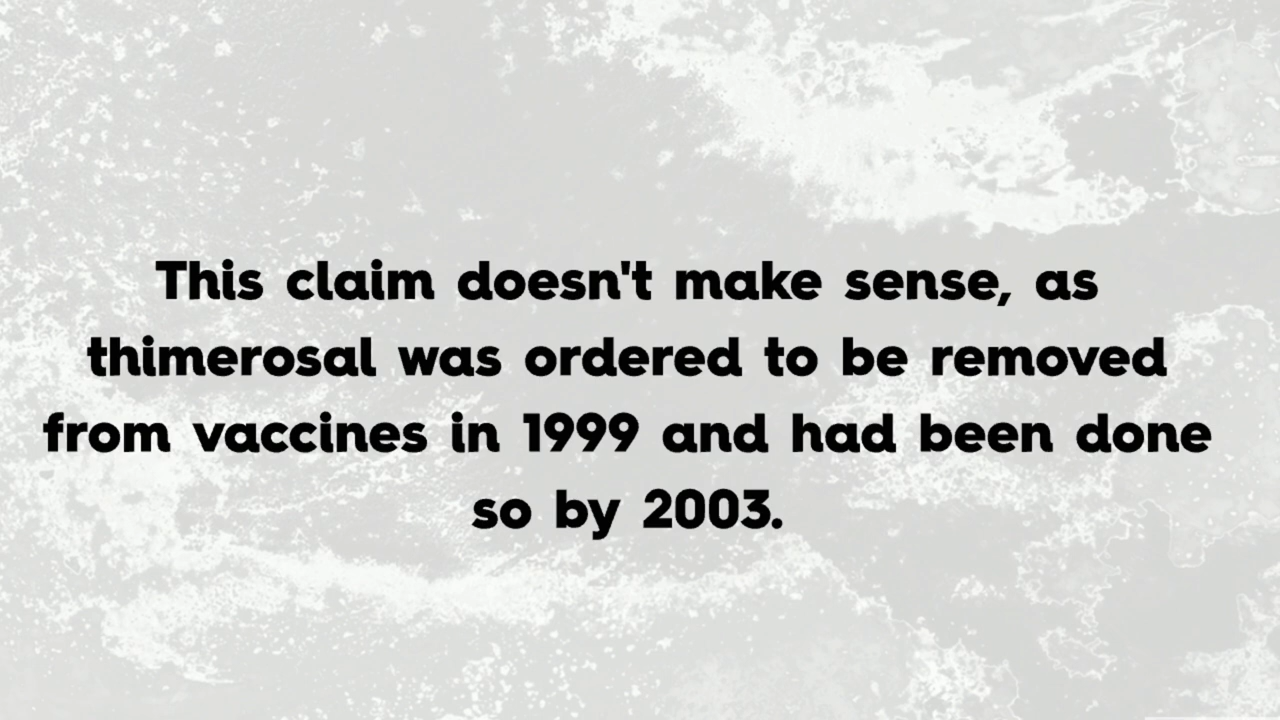 This claim doesn't make sense, as
thimerosal was ordered to be removed
from vaccines in 1999 and had been done
so by 2003.